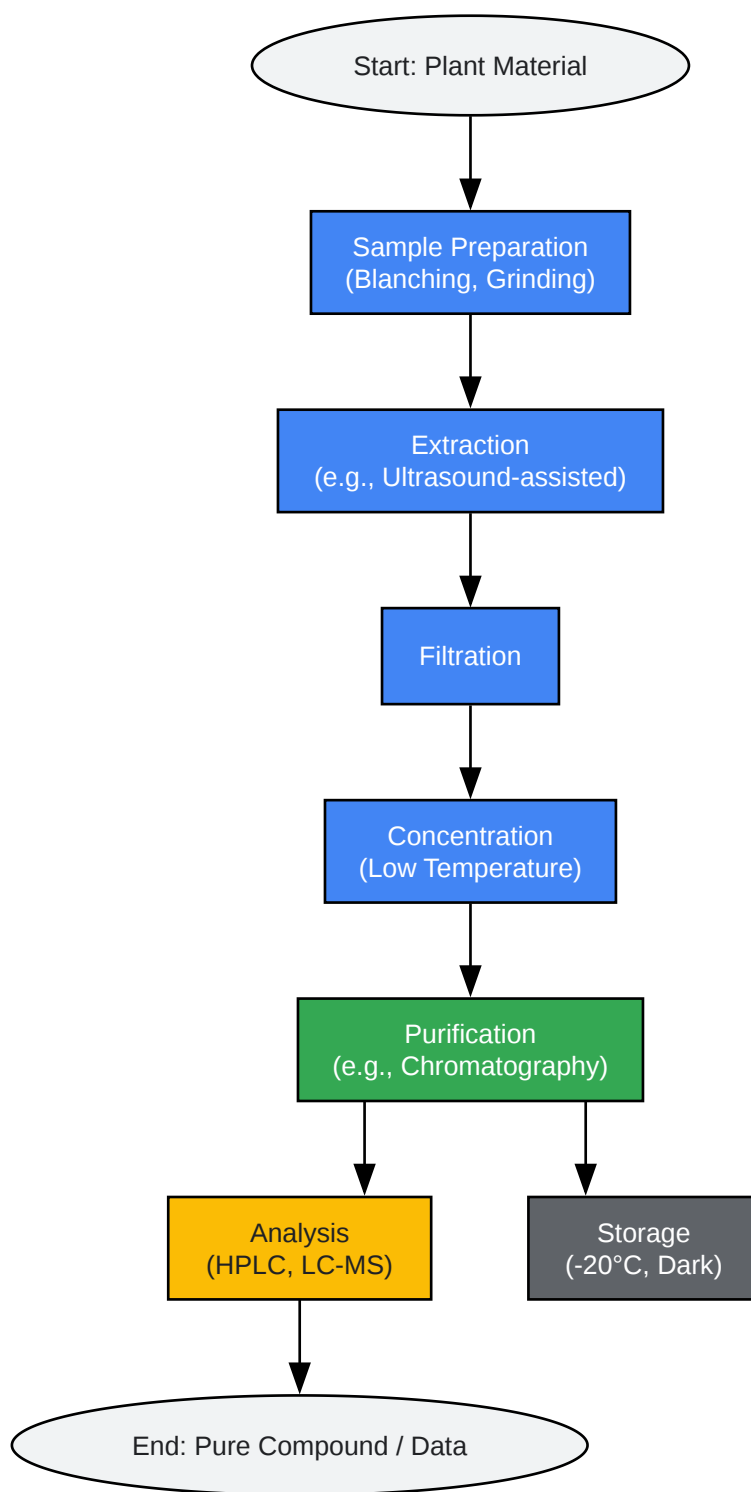 Start: Plant Material
Sample Preparation
(Blanching, Grinding)
Extraction
(e.g., Ultrasound-assisted)
Filtration
Concentration
(Low Temperature)
Purification
(e.g., Chromatography)
Analysis
(HPLC, LC-MS)
Storage
(-20°C, Dark)
End: Pure Compound / Data